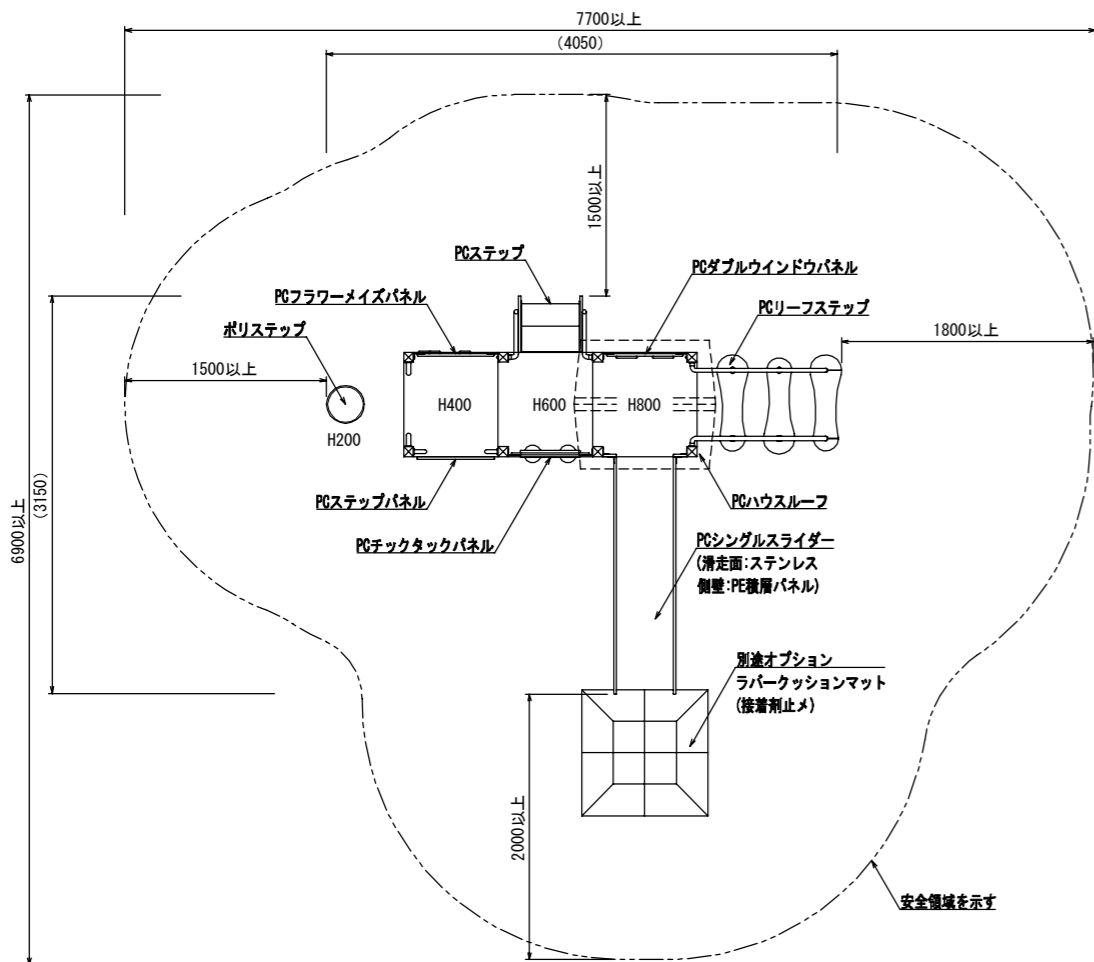 7700以上
(4050)
1500以上
PCステップ
PCダブルウインドウパネル
PCフラワーメイズパネル
PCリーフステップ
ポリステップ
1800以上
1500以上
H400
H600
H800
H200
6900以上
(3150)
PCステップパネル
PCハウスルーフ
PCチックタックパネル
PCシングルスライダー
(滑走面:ステンレス
側壁:PE積層パネル)
別途オプション
ラバークッションマット
(接着剤止メ)
2000以上
安全領域を示す